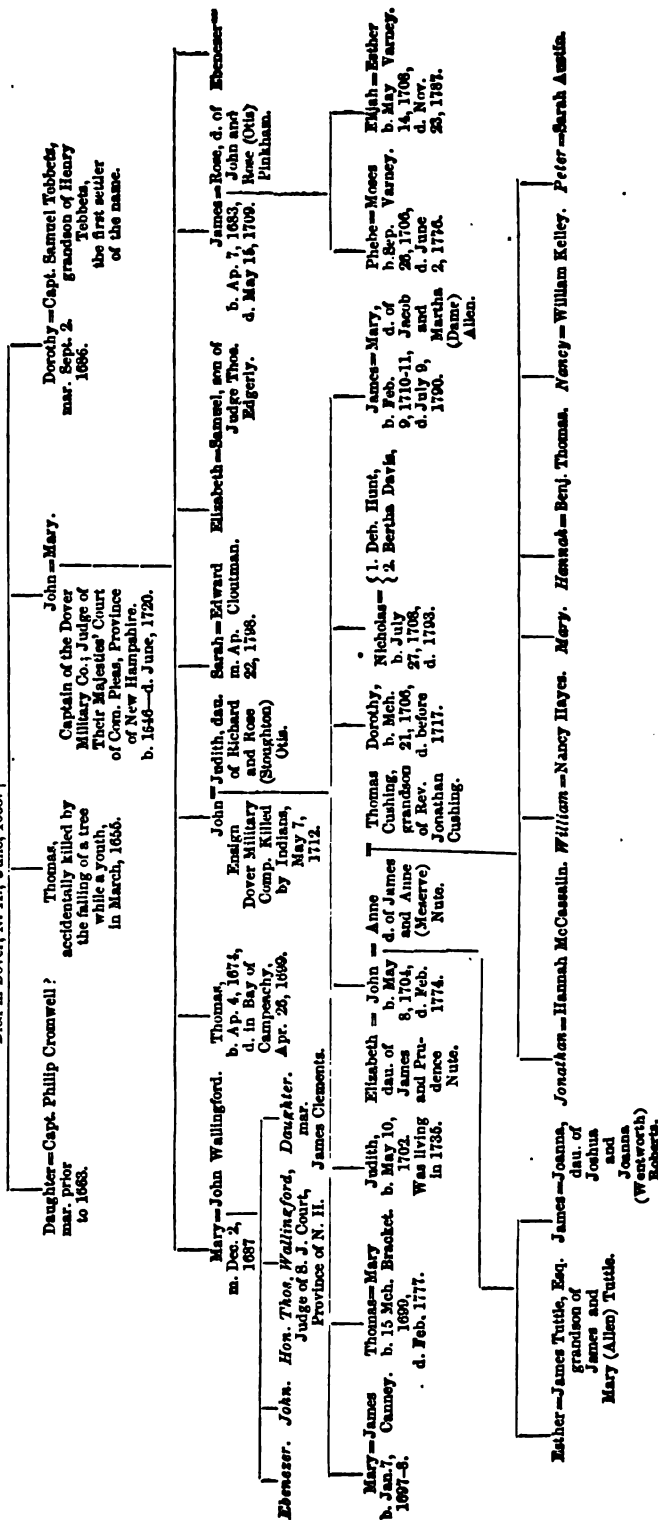 Died in Dover, N. H., June, 1663.
Daughter=Capt. Philip Cromwell?
mar. prior
to 1663.
Thomas,
accidentally killed by
the falling of a tree
while a youth,
in March, 1655.
John=Mary.
Captain of the Dover
Military Co.; Judge of
Their Majesties' Court
of Com. Pleas, Province
of New Hampshire.
b. 1646—d. June, 1720.
Dorothy=Capt. Samuel Tebbets,
mar. Sept. 2. grandson of Henry
1686. Tebbets,
the first settler
of the name.
Mary=John Wallingford.
m. Dec. 2,
1687
Thomas,
b. Ap. 4, 1674,
d. in Bay of
Campeachy,
Apr. 26, 1699.
John=Judith, dau.
of Richard
and Rose
(Stoughton)
Otis.
Ensign
Dover Military
Comp. Killed
by Indians,
May 7,
1712.
Sarah=Edward
m. Ap. Cloutman.
22, 1798.
Elizabeth=Samuel, son of
Judge Thos.
Edgerly.
James=Rose, d. of
b. Ap. 7, John and
1683, Rose (Otis)
d. May 15, 1709. Pinkham.
Ebenezer=
Ebenezer. John. Hon. Thos. Wallingford, Daughter.
Judge of S. J. Court, mar.
Province of N. H. James Clements.
Mary=James
b. Jan. 7, Canney.
1697-8.
Thomas=Mary
b. 15 Mch. Bracket.
1699,
d. Feb. 1777.
Judith,
b. May 10,
1702.
Was living
in 1735.
Elizabeth = John = Anne
dau. of b. May d. of James
James 8, 1704, and Anne
and Pru- d. Feb. (Meserve)
dence 1774. Nute.
Nute.
Thomas
Cushing,
grandson
of Rev.
Jonathan
Cushing.
Dorothy,
b. Mch.
21, 1706,
d. before
1717.
Nicholas= { 1. Deb. Hunt,
b. July 2. Bertha Davis,
27, 1708,
d. 1793.
James=Mary,
b. Feb. d. of
9, 1710-11, Jacob
d. July 9, and
1790. Martha
(Dame)
Allen.
Phebe=Moses
b. Sep. Varney.
26, 1706,
d. June
2, 1776.
Elijah=Esther
b. May Varney.
14, 1708,
d. Nov.
23, 1787.
Esther=James Tuttle, Esq.
grandson of
James and
Mary (Allen) Tuttle.
James=Joanna,
dau. of
Joshua
and
Joanna
(Wentworth)
Roberts.
Jonathan=Hannah McCassalin. William=Nancy Hayes. Mary. Hannah=Benj. Thomas. Nancy=William Kelley. Peter=Sarah Austin.